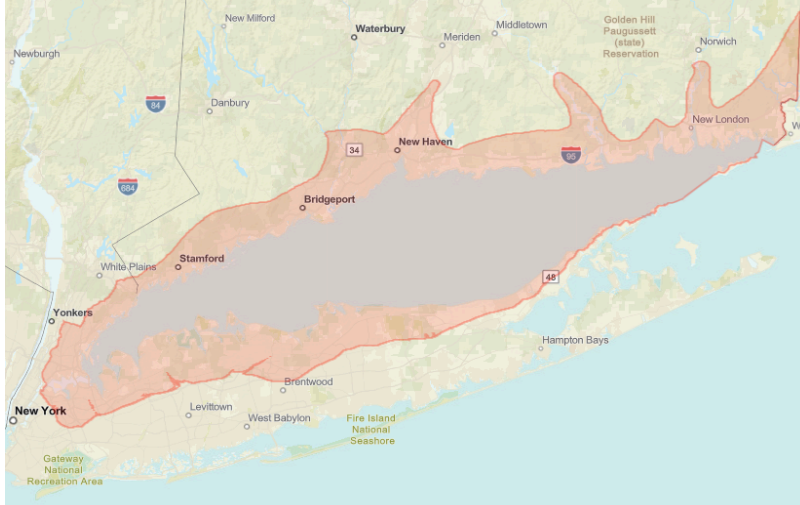 New Milford
Waterbury
Middletown
Golden Hill
Paugussett
(state)
Reservation
Meriden
Norwich
Newburgh
84
Danbury
New London
W
34
New Haven
95
684
Bridgeport
Stamford
White Plains
48
Yonkers
Hampton Bays
Brentwood
New York
Levittown
West Babylon
Fire Island
National
Seashore
Gateway
National
Recreation Area